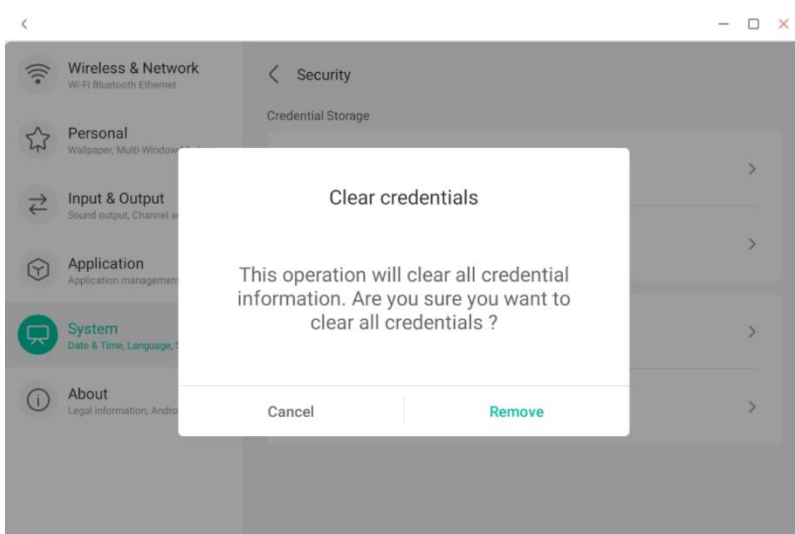 Wireless & Network
Wi-Fi Bluetooth Ethernet
Security
Credential Storage
Personal
Wallpaper, Multi-Window
Input & Output
Sound output, Channel
Application
Application management
System
Date & Time, Language,
About
Legal information,
Clear credentials
This operation will clear all credential
information. Are you sure you want to
clear all credentials ?
Cancel
Remove